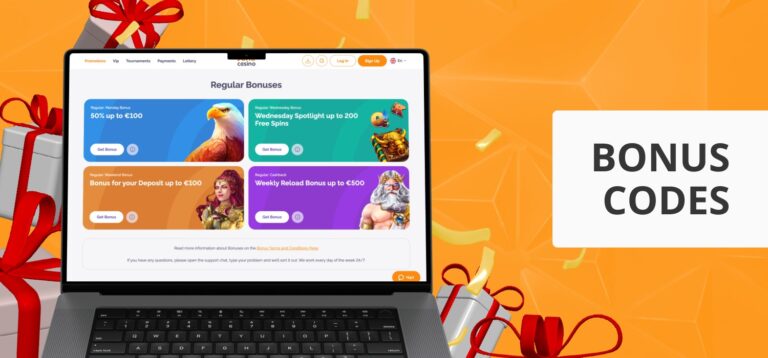 Promotions Vip Tournaments Payments Lottery
casino
Log In Sign Up En
Regular Bonuses
Regular Monday Bonus
50% up to €100
Get Bonus
Regular Wednesday Bonus
Wednesday Spotlight up to 200
Free Spins
Get Bonus
Regular Weekend Bonus
Bonus for your Deposit up to €100
Get Bonus
Regular Cashback
Weekly Reload Bonus up to €500
Get Bonus
Read more information about Bonuses on the Bonus Terms and Conditions Page.
If you have any questions, please open the support chat, type your problem and we'll sort it out. We work every day of the week 24/7.
BONUS
CODES